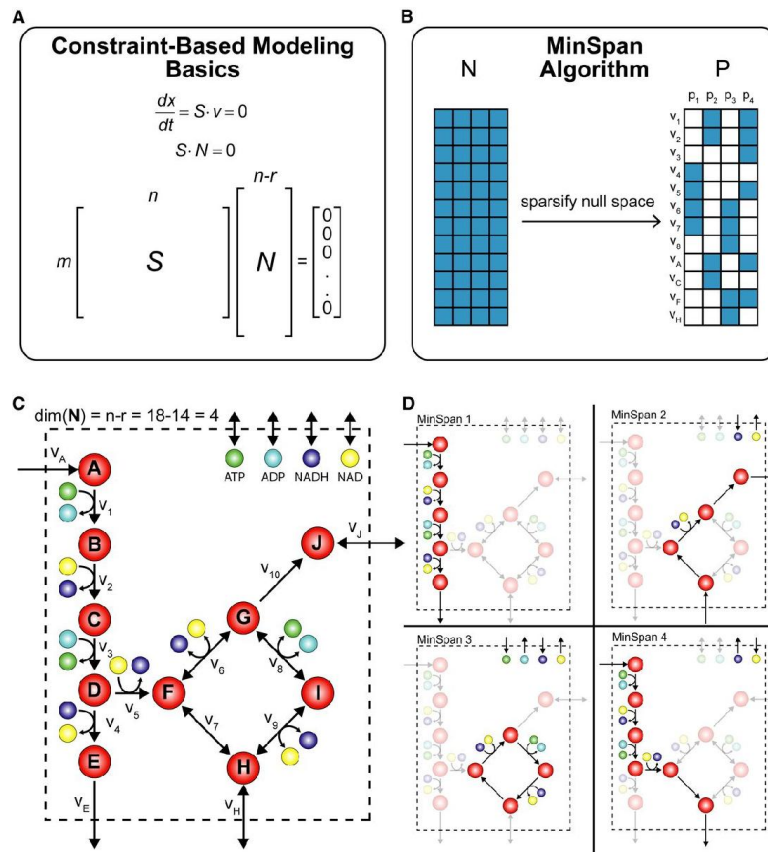 A
Constraint-Based Modeling
Basics
dx
dt
= S· v = 0
S· N = 0
n
n-r
m
S
N
=
0
0
0
.
.
0
B
MinSpan
Algorithm
N
P
p1 p2 p3 p4
sparsify null space
v1
v2
v3
v4
v5
v6
v7
v8
vA
vC
vF
vH
C
dim(N) = n-r = 18-14 = 4
vA
A
ATP ADP NADH NAD
v1
B
J
vJ
v2
v10
C
G
v3
v6
v8
D
v5
F
I
v4
v7
v9
E
H
vE
vH
D
MinSpan 1
MinSpan 2
MinSpan 3
MinSpan 4